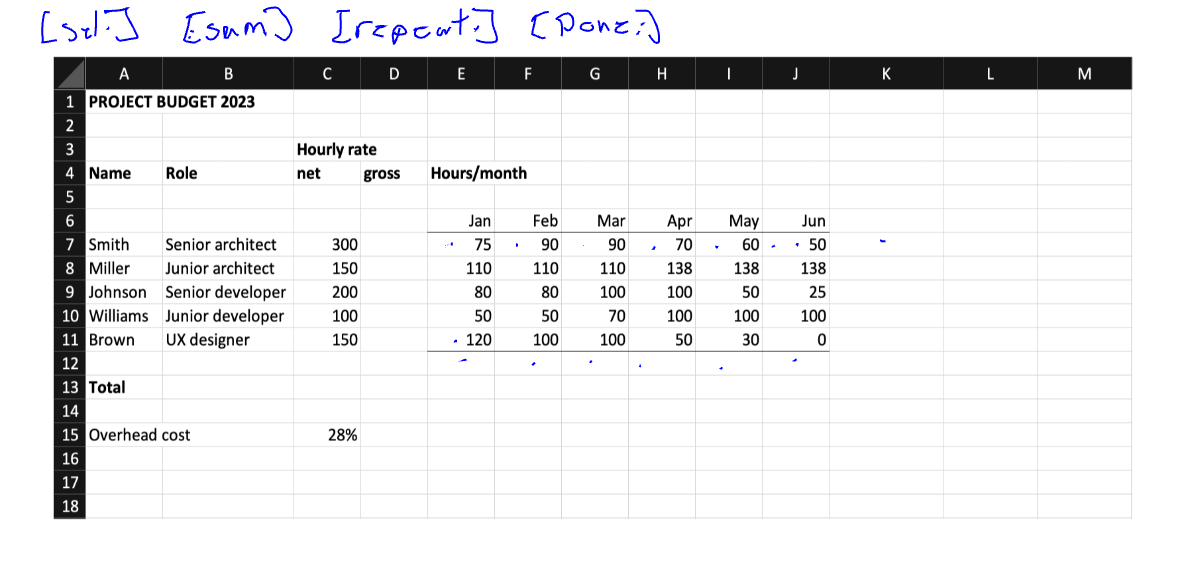 [Sel:] [sum] [repeat:] [Done:]
A B C D E F G H I J K L M
1 PROJECT BUDGET 2023
2
3 Hourly rate
4 Name Role net gross Hours/month
5
6 Jan Feb Mar Apr May Jun
7 Smith Senior architect 300 75 90 90 70 60 50
8 Miller Junior architect 150 110 110 110 138 138 138
9 Johnson Senior developer 200 80 80 100 100 50 25
10 Williams Junior developer 100 50 50 70 100 100 100
11 Brown UX designer 150 120 100 100 50 30 0
12
13 Total
14
15 Overhead cost 28%
16
17
18